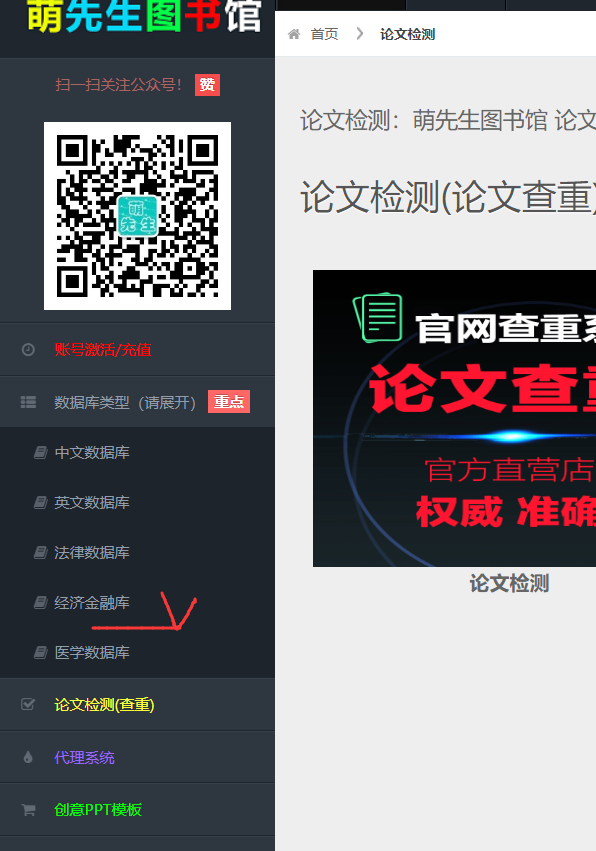 萌先生图书馆
扫一扫关注公众号！ 赞
萌
先生
账号激活/充值
数据库类型（请展开） 重点
中文数据库
英文数据库
法律数据库
经济金融库
医学数据库
论文检测(查重)
代理系统
创意PPT模板
首页 > 论文检测
论文检测：萌先生图书馆 论文
论文检测(论文查重)
官网查重系
论文查重
官方直营店
权威 准确
论文检测